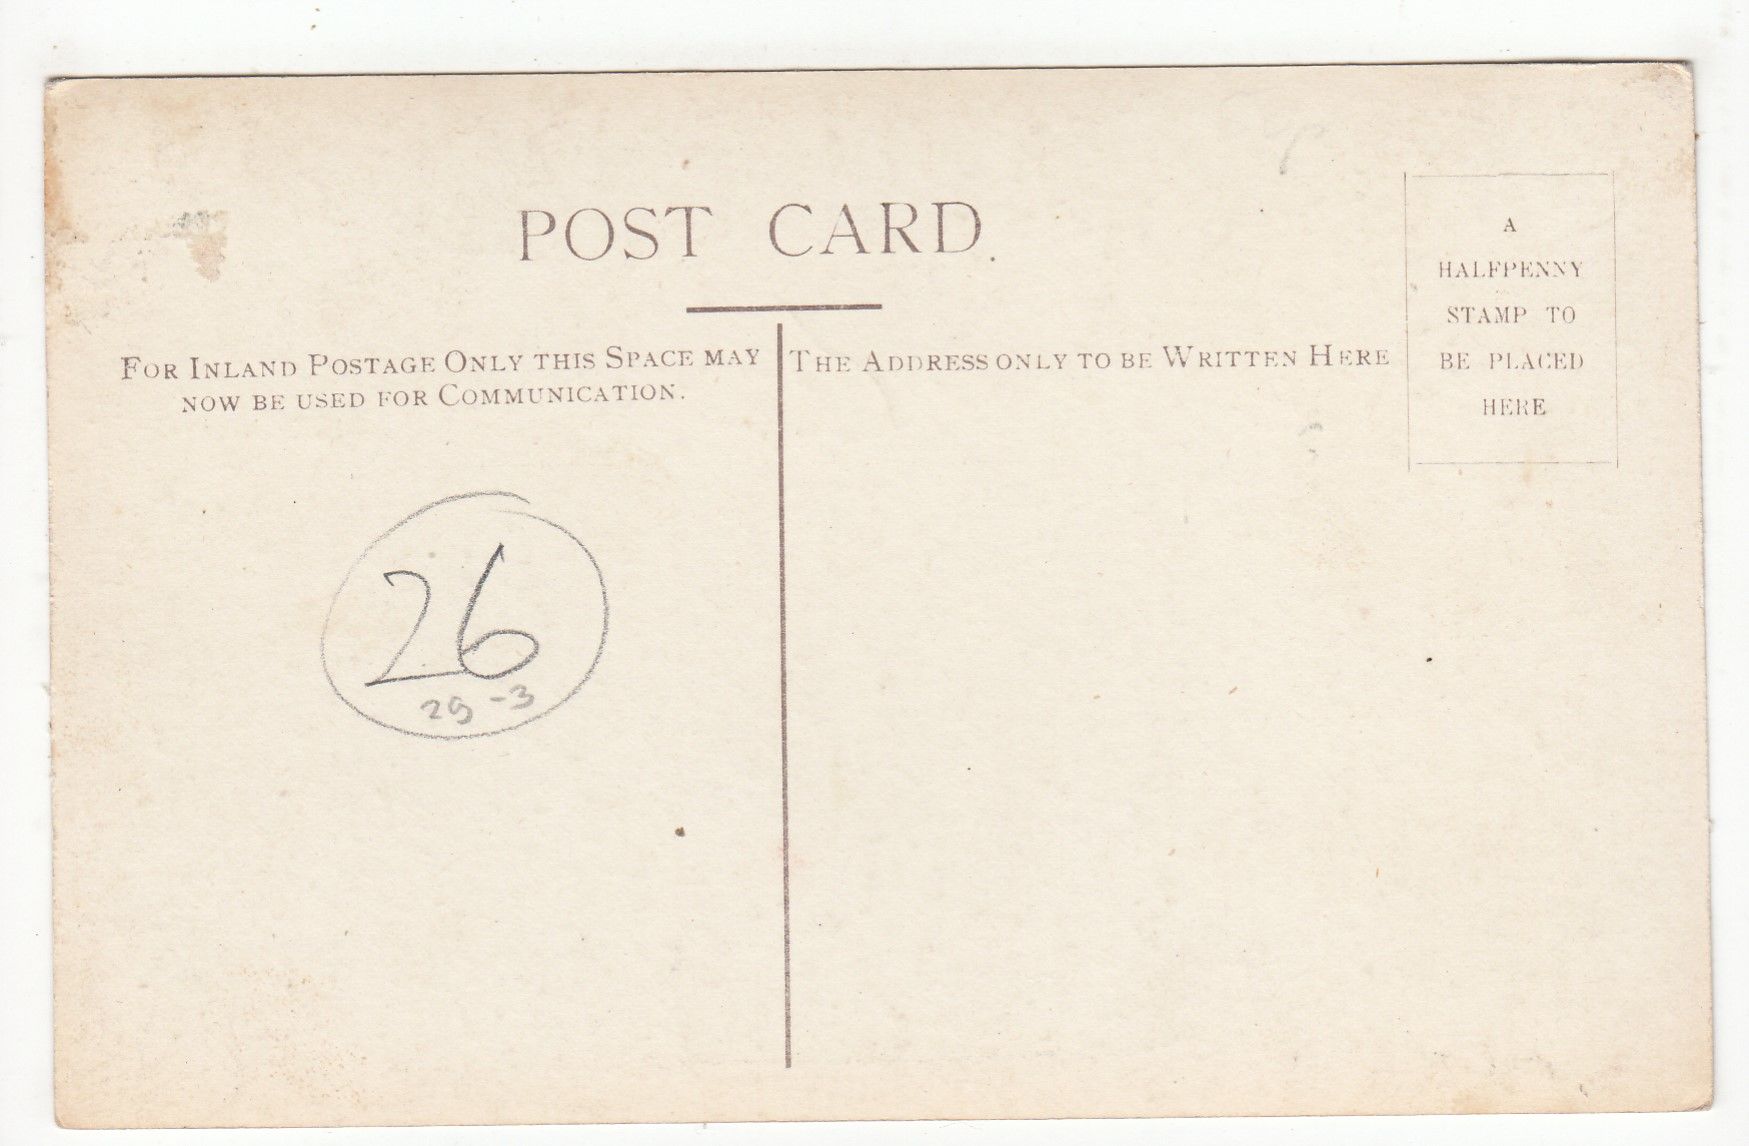 POST CARD.
FOR INLAND POSTAGE ONLY THIS SPACE MAY
NOW BE USED FOR COMMUNICATION.
THE ADDRESS ONLY TO BE WRITTEN HERE
A
HALFPENNY
STAMP TO
BE PLACED
HERE
26
29-3